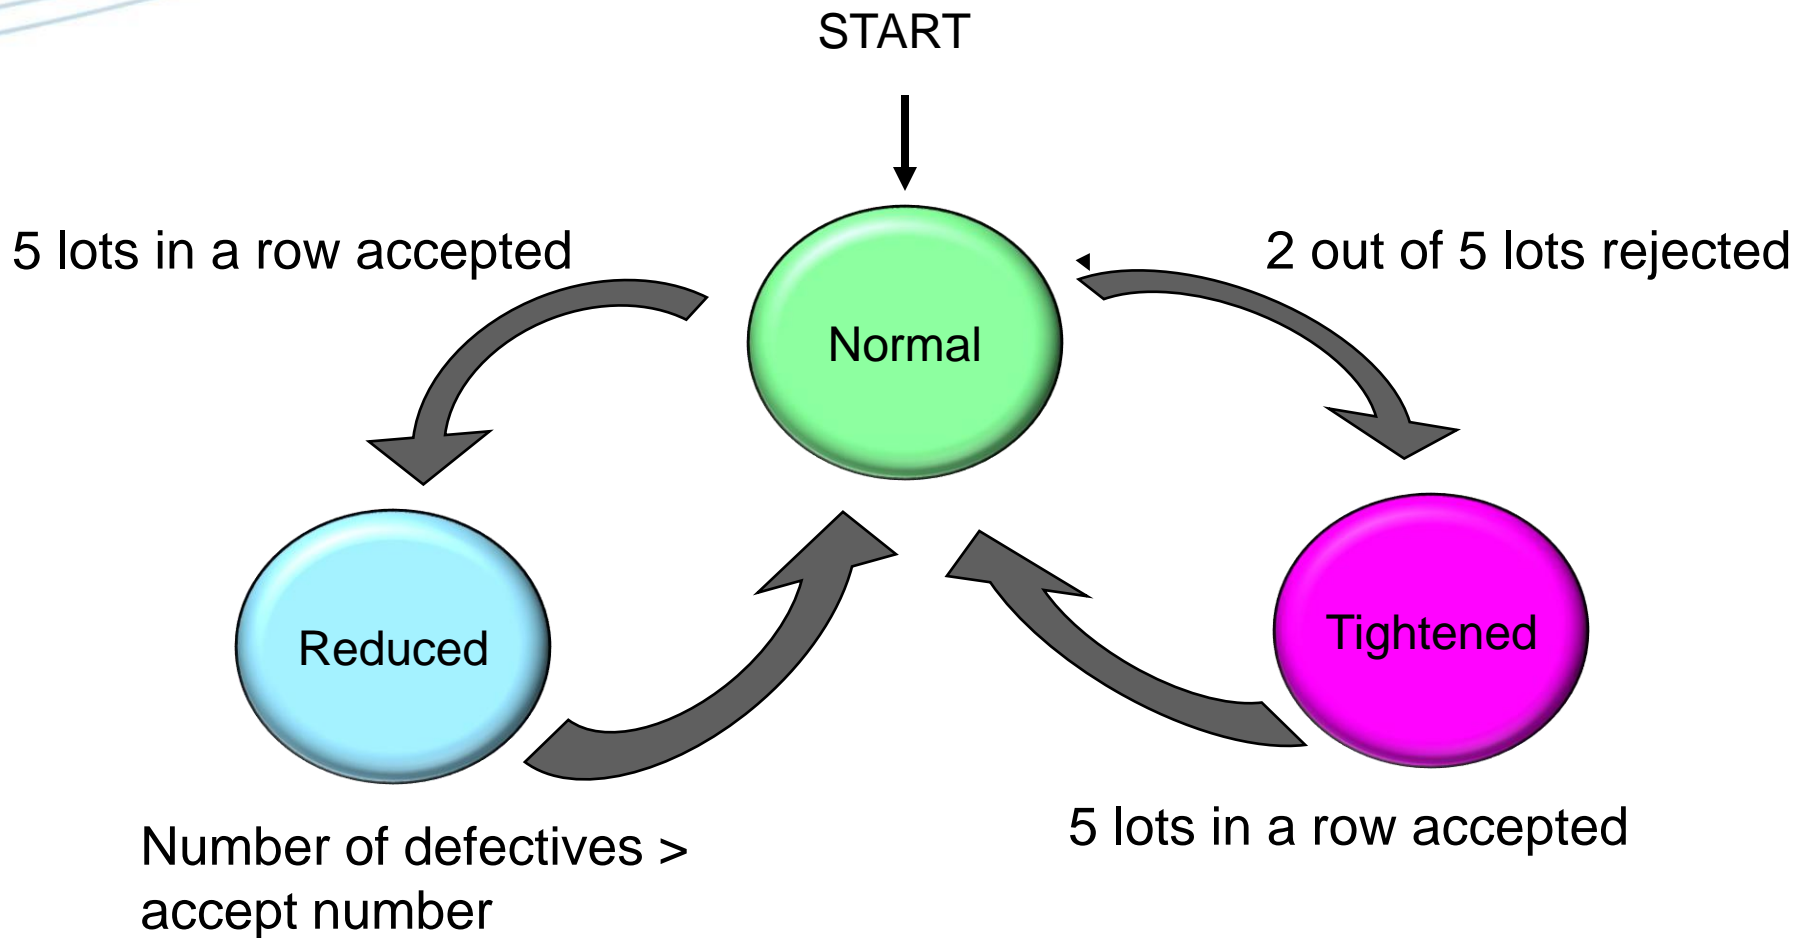 START
5 lots in a row accepted
2 out of 5 lots rejected
Normal
Reduced
Tightened
Number of defectives >
accept number
5 lots in a row accepted